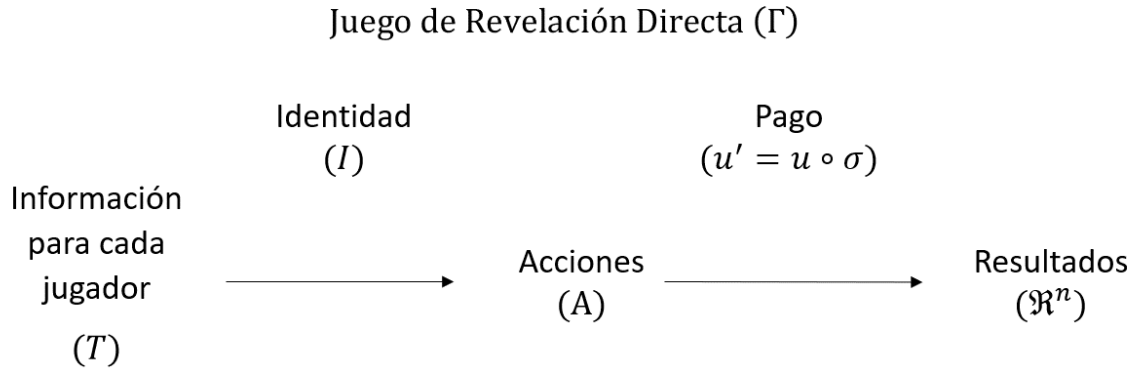 Juego de Revelación Directa (Γ)
Identidad
(I)
Pago
(u′ = u ∘ σ)
Información
para cada
jugador
(T)
Acciones
(A)
Resultados
(ℜⁿ)